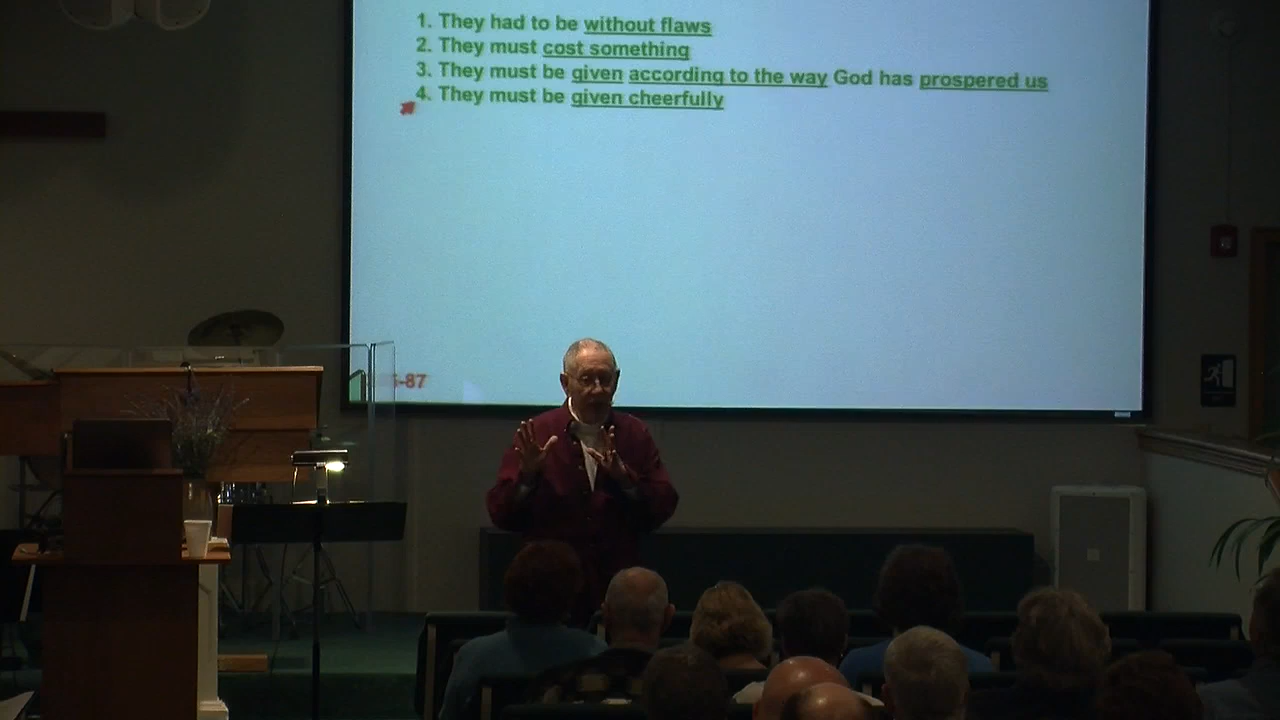 1. They had to be without flaws
2. They must cost something
3. They must be given according to the way God has prospered us
4. They must be given cheerfully
-87